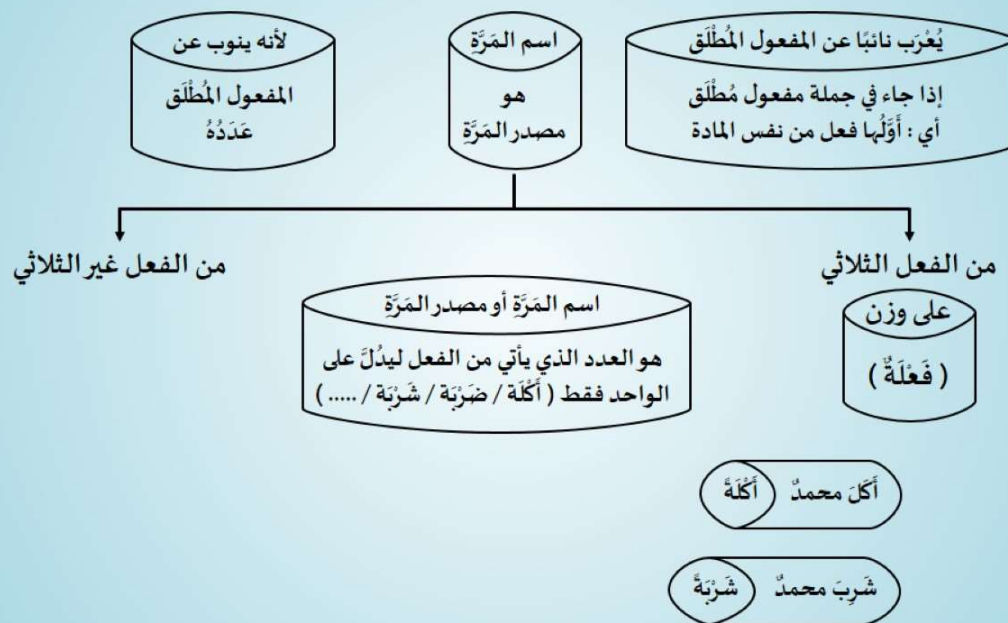 يُعْرَب نائبًا عن المفعول المُطْلَق
إذا جاء في جملة مفعول مُطْلَق
أي : أَوَّلُها فعل من نفس المادة
اسم المَرَّةِ
هو
مصدر المَرَّةِ
لأنه ينوب عن
المفعول المُطْلَق
عَدَدُهُ
من الفعل الثلاثي
من الفعل غير الثلاثي
على وزن
( فَعْلَةٌ )
اسم المَرَّةِ أو مصدر المَرَّةِ
هو العدد الذي يأتي من الفعل ليدُلَّ على
الواحد فقط ( أَكْلَة / ضَرْبَة / شَرْبَة / ..... )
أَكَلَ محمدٌ أَكْلَةً
شَرِبَ محمدٌ شَرْبَةً